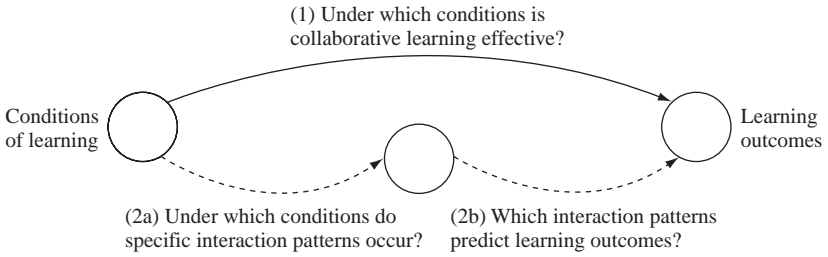 (1) Under which conditions is
collaborative learning effective?
Conditions
of learning
Learning
outcomes
(2a) Under which conditions do
specific interaction patterns occur?
(2b) Which interaction patterns
predict learning outcomes?